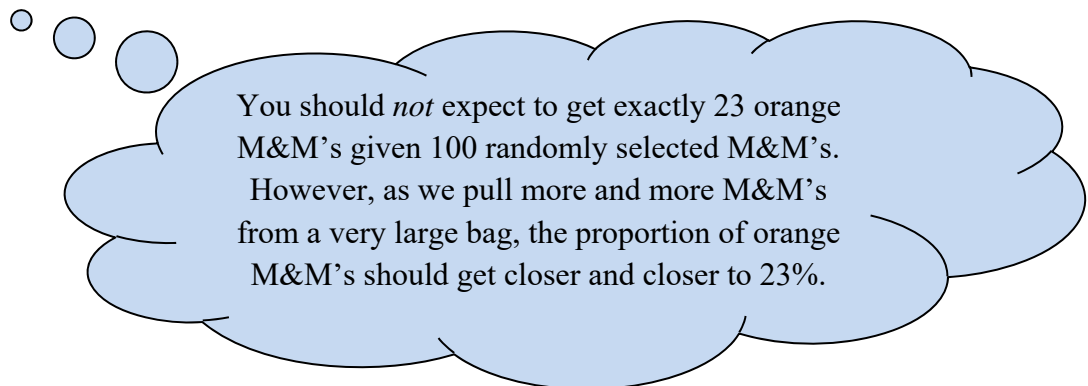 You should not expect to get exactly 23 orange
M&M’s given 100 randomly selected M&M’s.
However, as we pull more and more M&M’s
from a very large bag, the proportion of orange
M&M’s should get closer and closer to 23%.